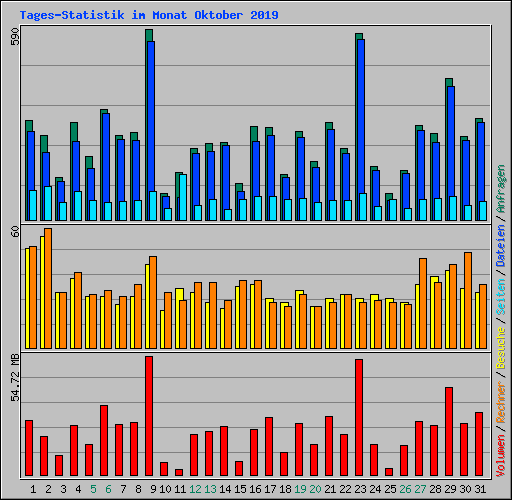 Tages-Statistik im Monat Oktober 2019
590
60
54.72 MB
Volumen / Rechner / Besuche / Seiten / Dateien / Anfragen
1 2 3 4 5 6 7 8 9 10 11 12 13 14 15 16 17 18 19 20 21 22 23 24 25 26 27 28 29 30 31